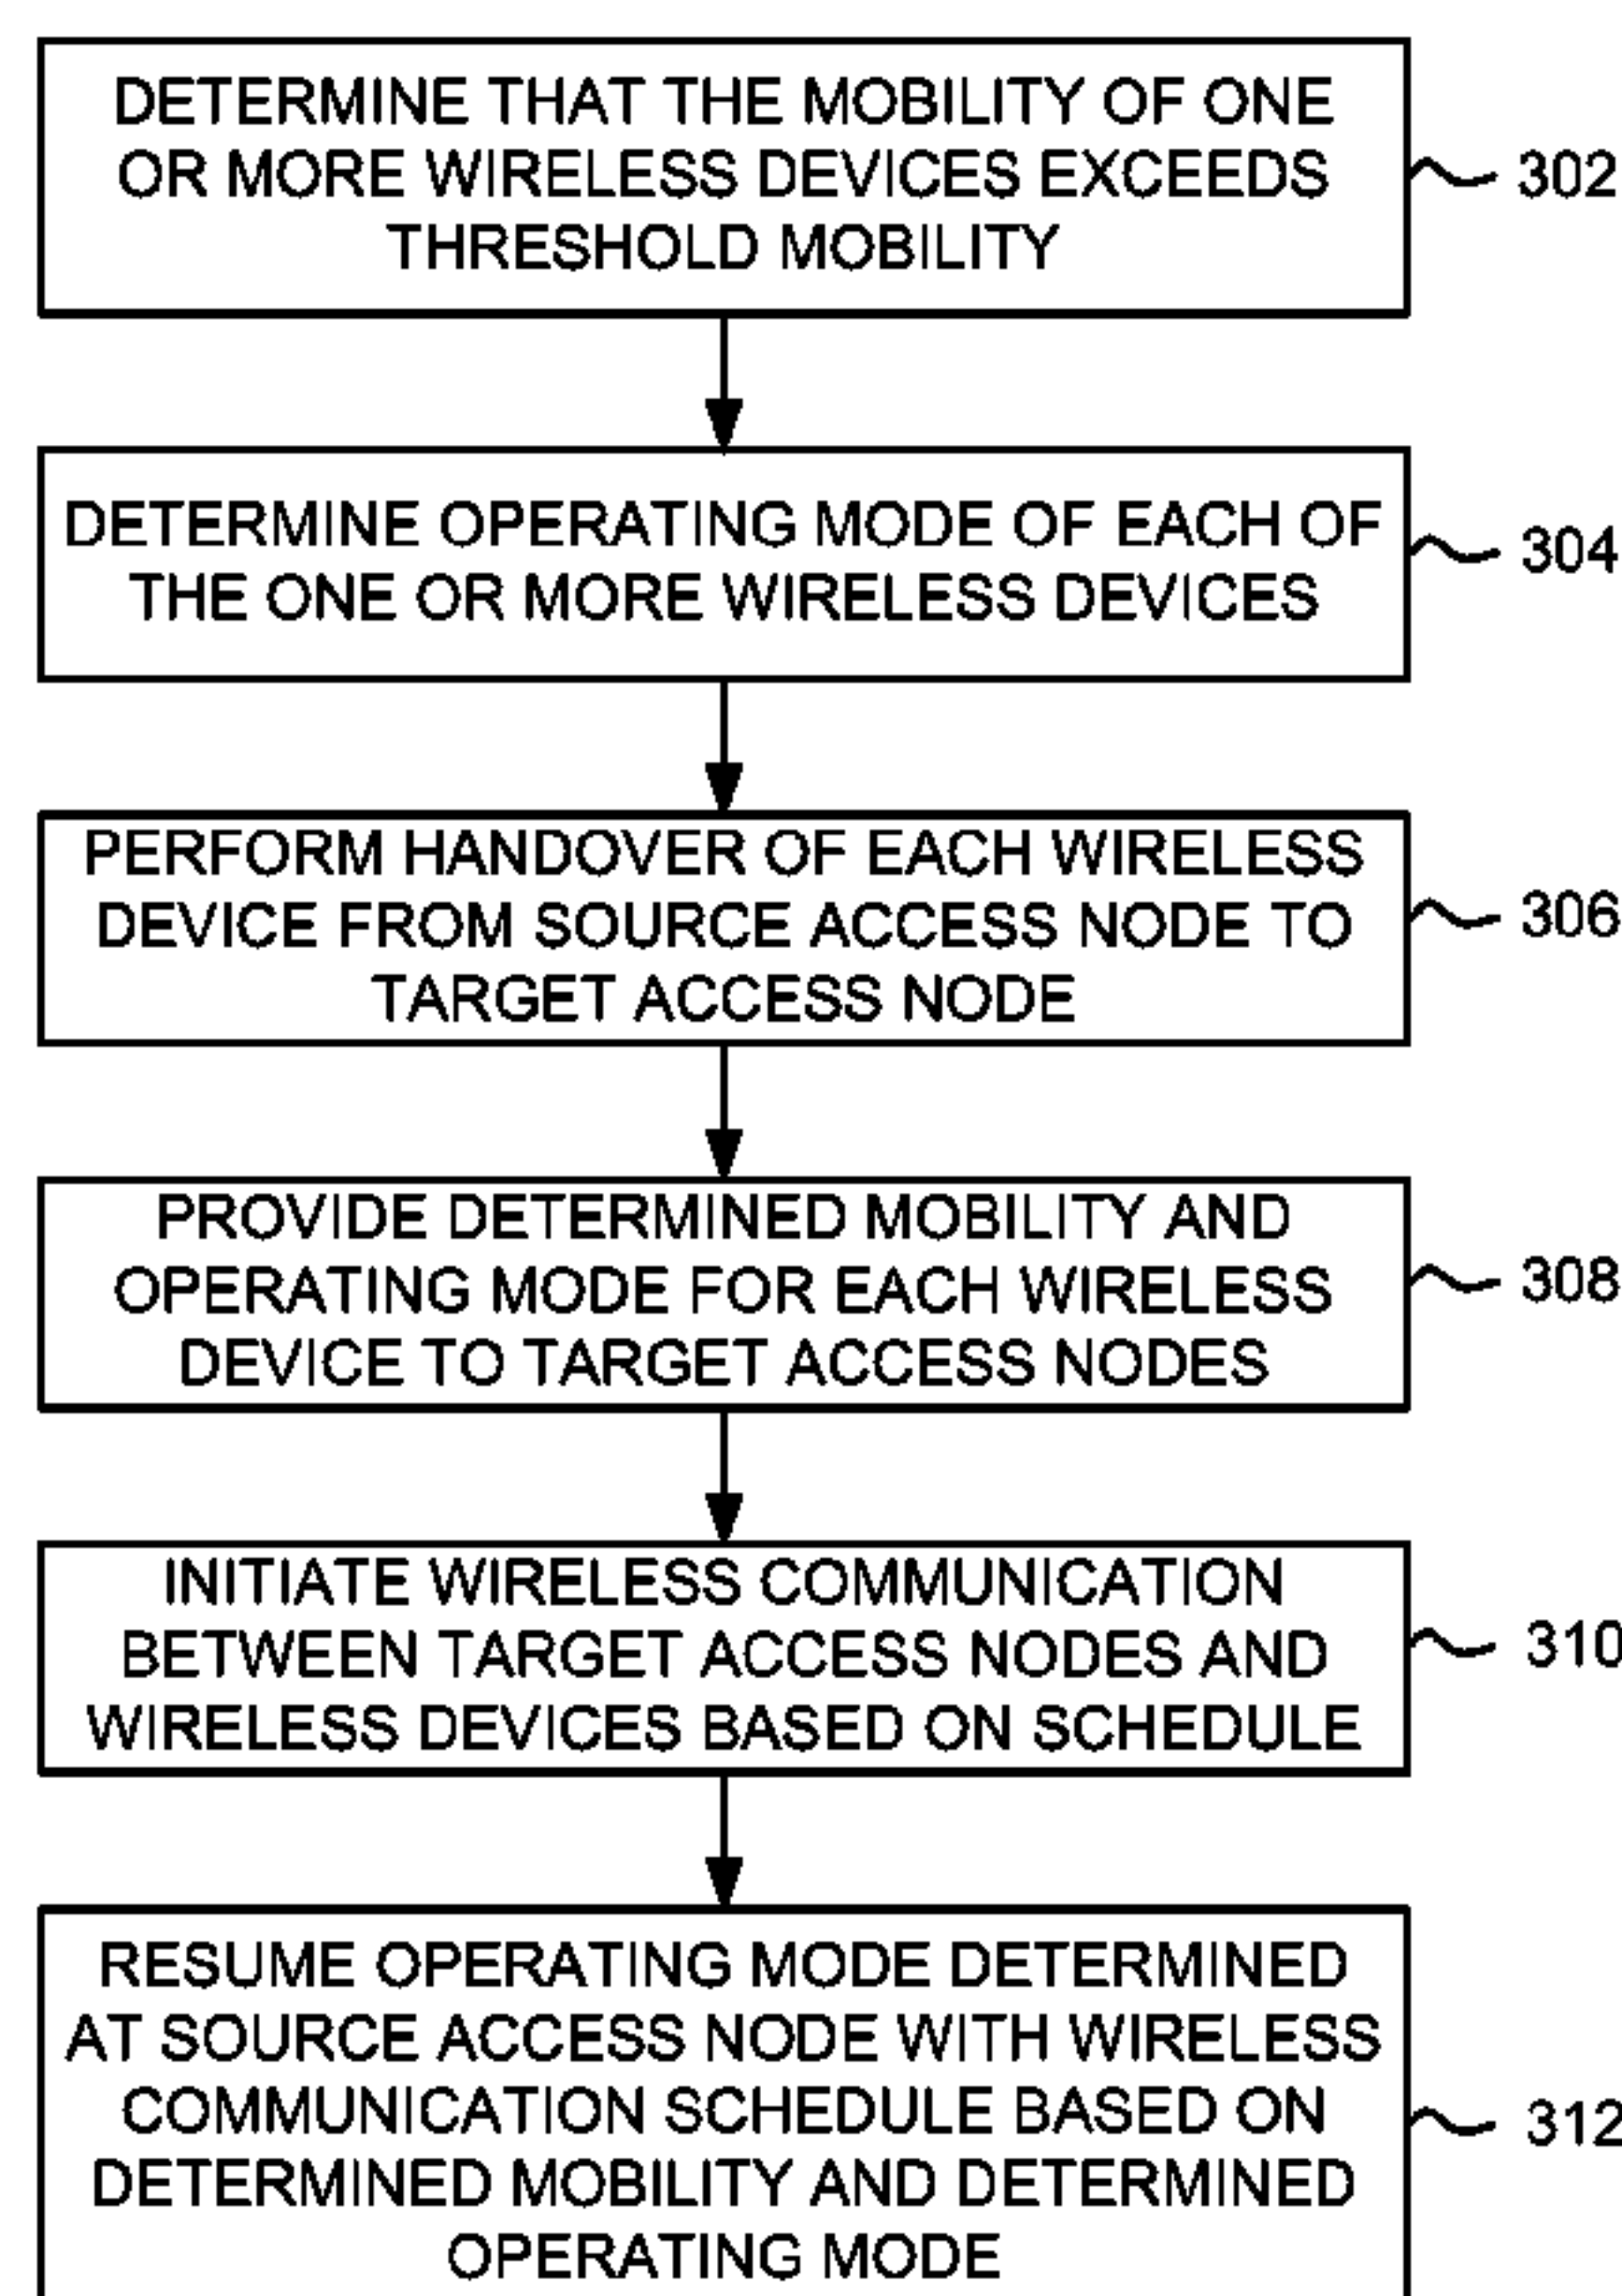 DETERMINE THAT THE MOBILITY OF ONE
OR MORE WIRELESS DEVICES EXCEEDS
THRESHOLD MOBILITY
302
DETERMINE OPERATING MODE OF EACH OF
THE ONE OR MORE WIRELESS DEVICES
304
PERFORM HANDOVER OF EACH WIRELESS
DEVICE FROM SOURCE ACCESS NODE TO
TARGET ACCESS NODE
306
PROVIDE DETERMINED MOBILITY AND
OPERATING MODE FOR EACH WIRELESS
DEVICE TO TARGET ACCESS NODES
308
INITIATE WIRELESS COMMUNICATION
BETWEEN TARGET ACCESS NODES AND
WIRELESS DEVICES BASED ON SCHEDULE
310
RESUME OPERATING MODE DETERMINED
AT SOURCE ACCESS NODE WITH WIRELESS
COMMUNICATION SCHEDULE BASED ON
DETERMINED MOBILITY AND DETERMINED
OPERATING MODE
312